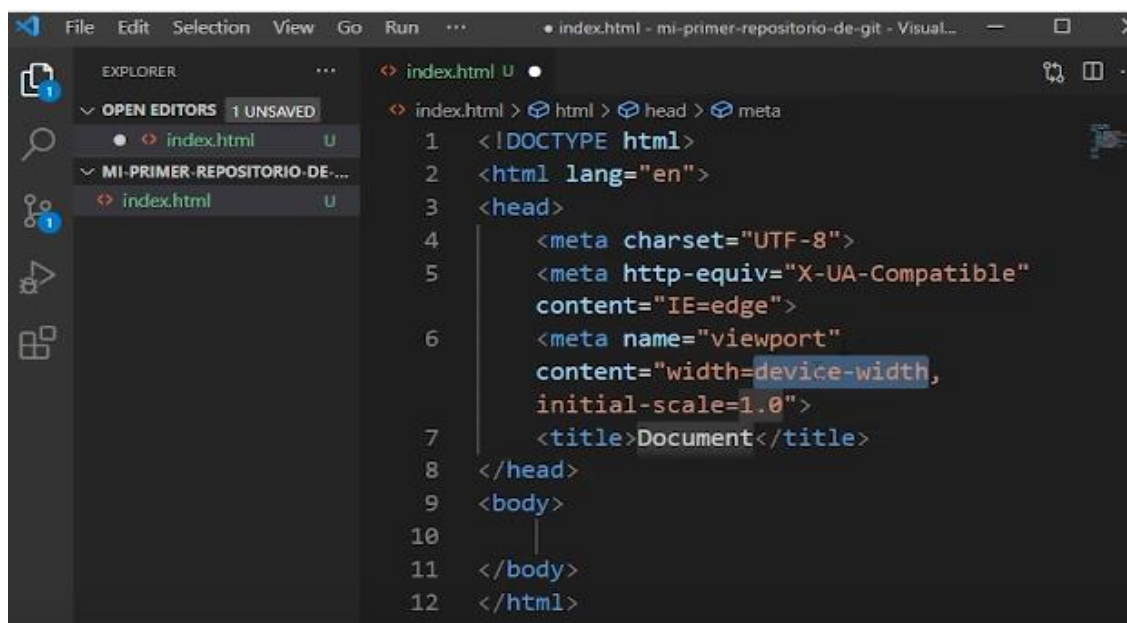 File Edit Selection View Go Run ··· ● index.html - mi-primer-repositorio-de-git - Visual...
EXPLORER ···
OPEN EDITORS 1 UNSAVED
● index.html U
MI-PRIMER-REPOSITORIO-DE-...
index.html U
1
1
index.html U ●
index.html > html > head > meta
1 <!DOCTYPE html>
2 <html lang="en">
3 <head>
4 <meta charset="UTF-8">
5 <meta http-equiv="X-UA-Compatible"
content="IE=edge">
6 <meta name="viewport"
content="width=device-width,
initial-scale=1.0">
7 <title>Document</title>
8 </head>
9 <body>
10
11 </body>
12 </html>